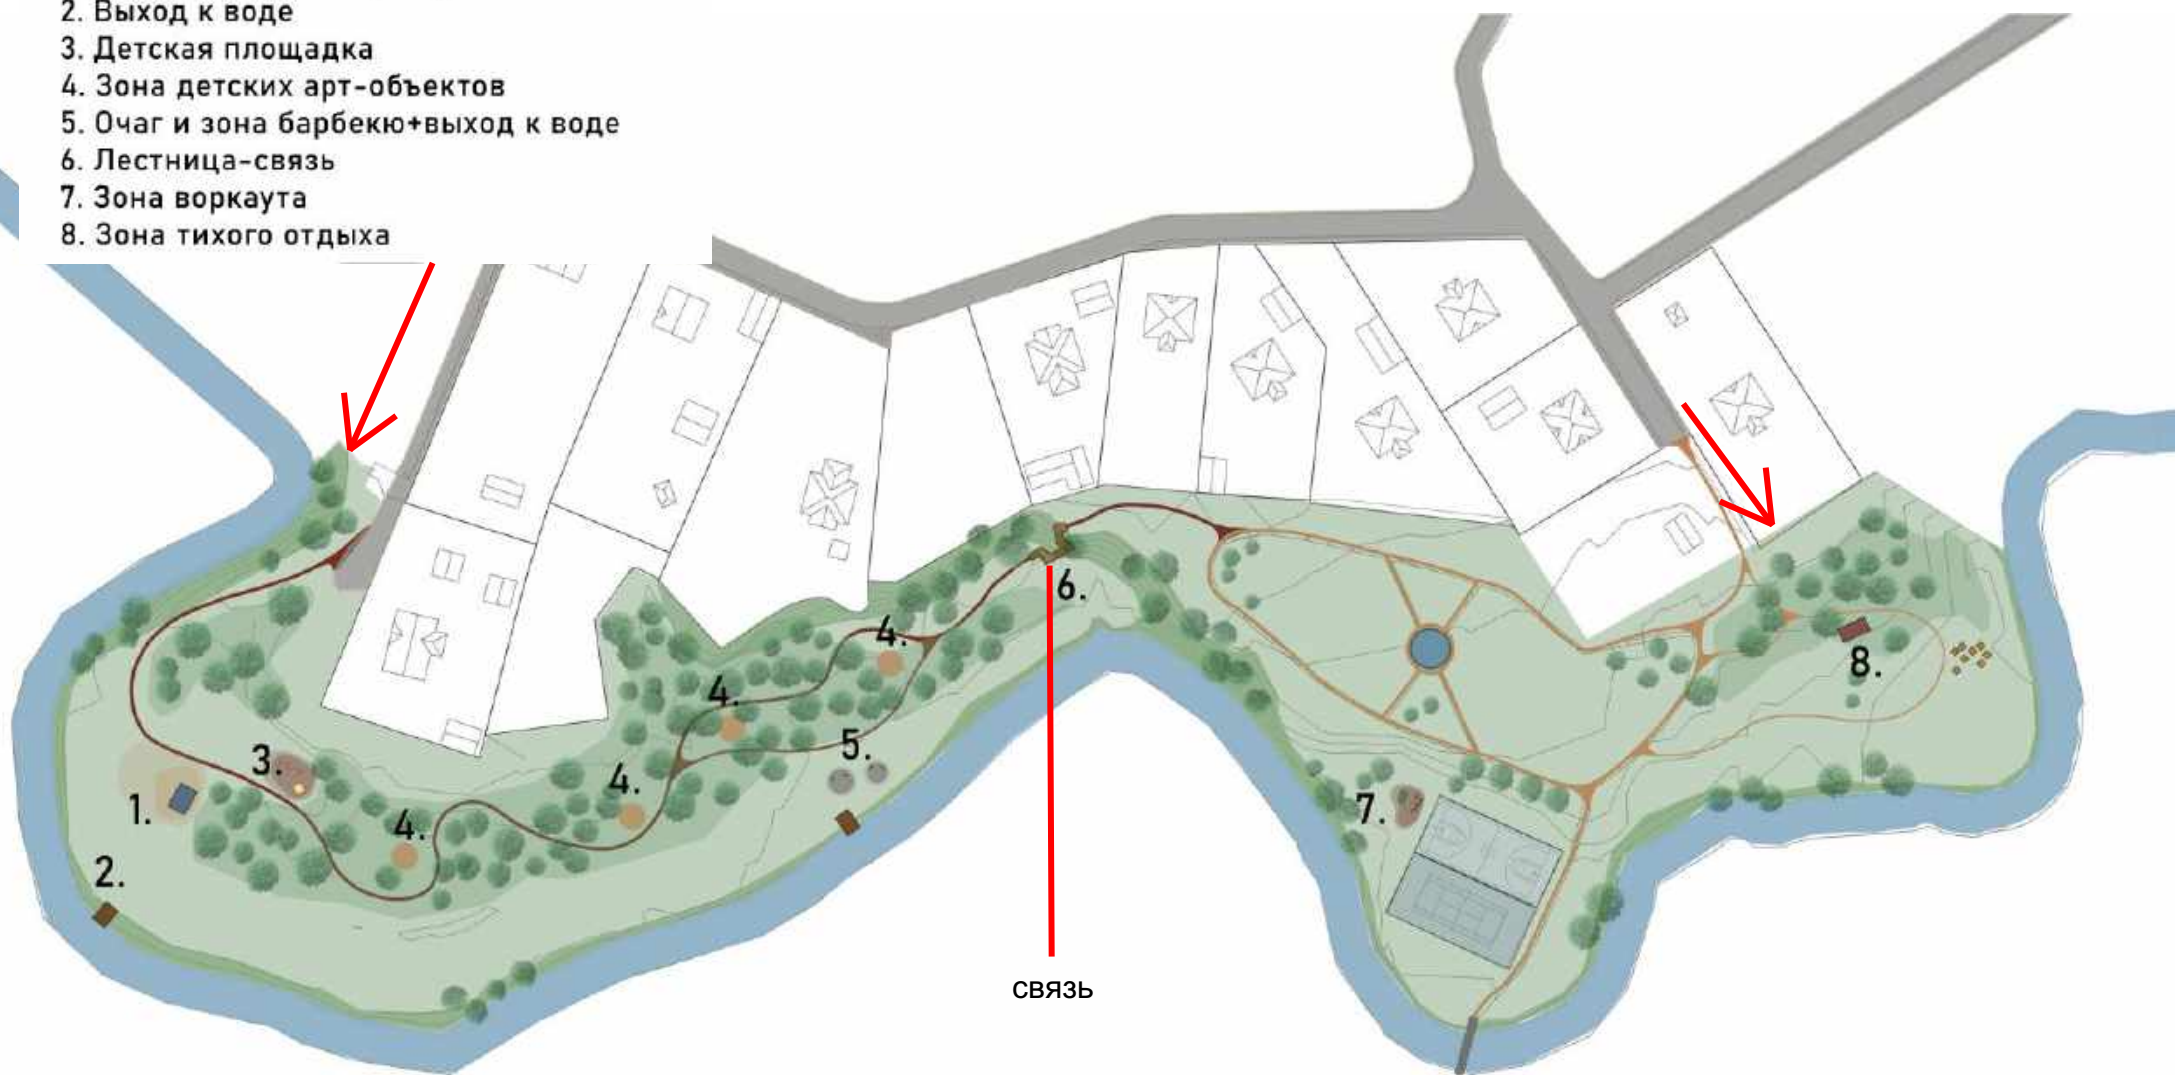 2. Выход к воде
3. Детская площадка
4. Зона детских арт-объектов
5. Очаг и зона барбекю+выход к воде
6. Лестница-связь
7. Зона воркаута
8. Зона тихого отдыха
6.
4.
4.
8.
5.
3.
4.
1.
7.
4.
2.
связь